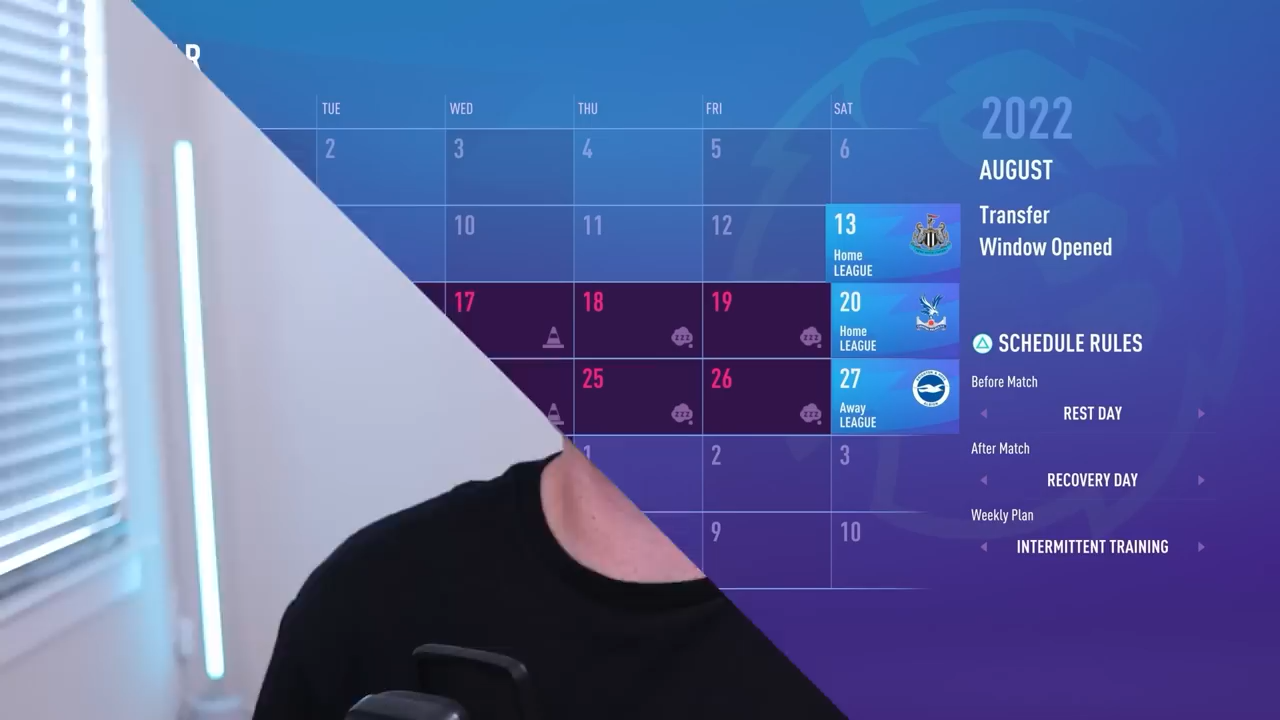 TUE WED THU FRI SAT
2 3 4 5 6
10 11 12 13
Home
LEAGUE
17 18 19 20
Home
LEAGUE
25 26 27
Away
LEAGUE
1 2 3
9 10
2022
AUGUST
Transfer
Window Opened
SCHEDULE RULES
Before Match
REST DAY
After Match
RECOVERY DAY
Weekly Plan
INTERMITTENT TRAINING